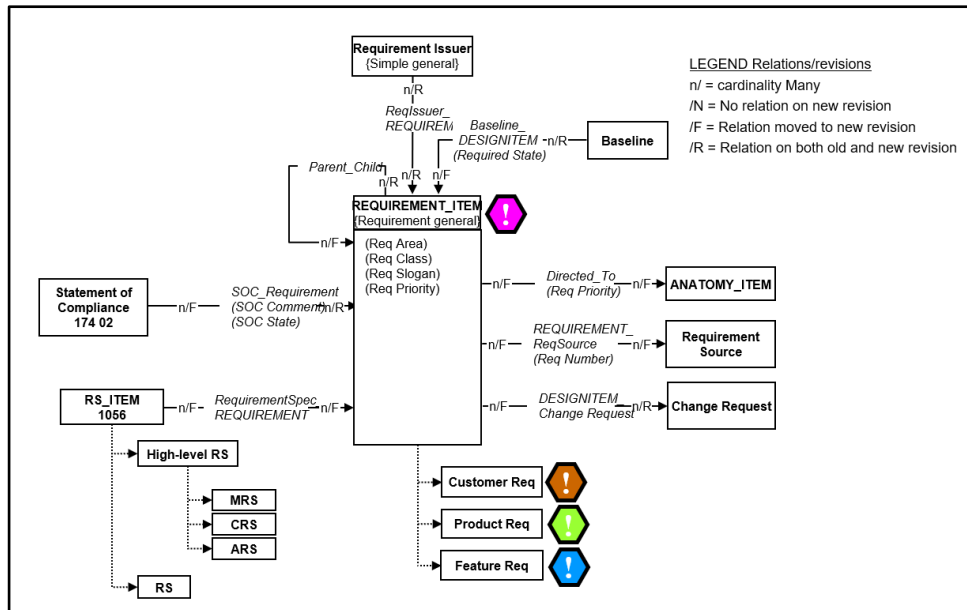 Requirement Issuer
{Simple general}
LEGEND Relations/revisions
n/ = cardinality Many
/N = No relation on new revision
/F = Relation moved to new revision
/R = Relation on both old and new revision
n/R
ReqIssuer_
REQUIREM
n/R
Baseline_
DESIGNITEM
(Required State)
n/R
Baseline
n/F
Parent_Child
n/R
n/F
REQUIREMENT_ITEM
{Requirement general}
!
(Req Area)
(Req Class)
(Req Slogan)
(Req Priority)
Statement of
Compliance
174 02
n/F
SOC_Requirement
(SOC Comment)
(SOC State)
n/R
n/F
Directed_To
(Req Priority)
n/F
ANATOMY_ITEM
n/F
REQUIREMENT_
ReqSource
(Req Number)
n/F
Requirement
Source
RS_ITEM
1056
n/F
RequirementSpec_
REQUIREMENT
n/F
n/F
DESIGNITEM_
Change Request
n/R
Change Request
High-level RS
MRS
CRS
ARS
RS
Customer Req
!
Product Req
!
Feature Req
!